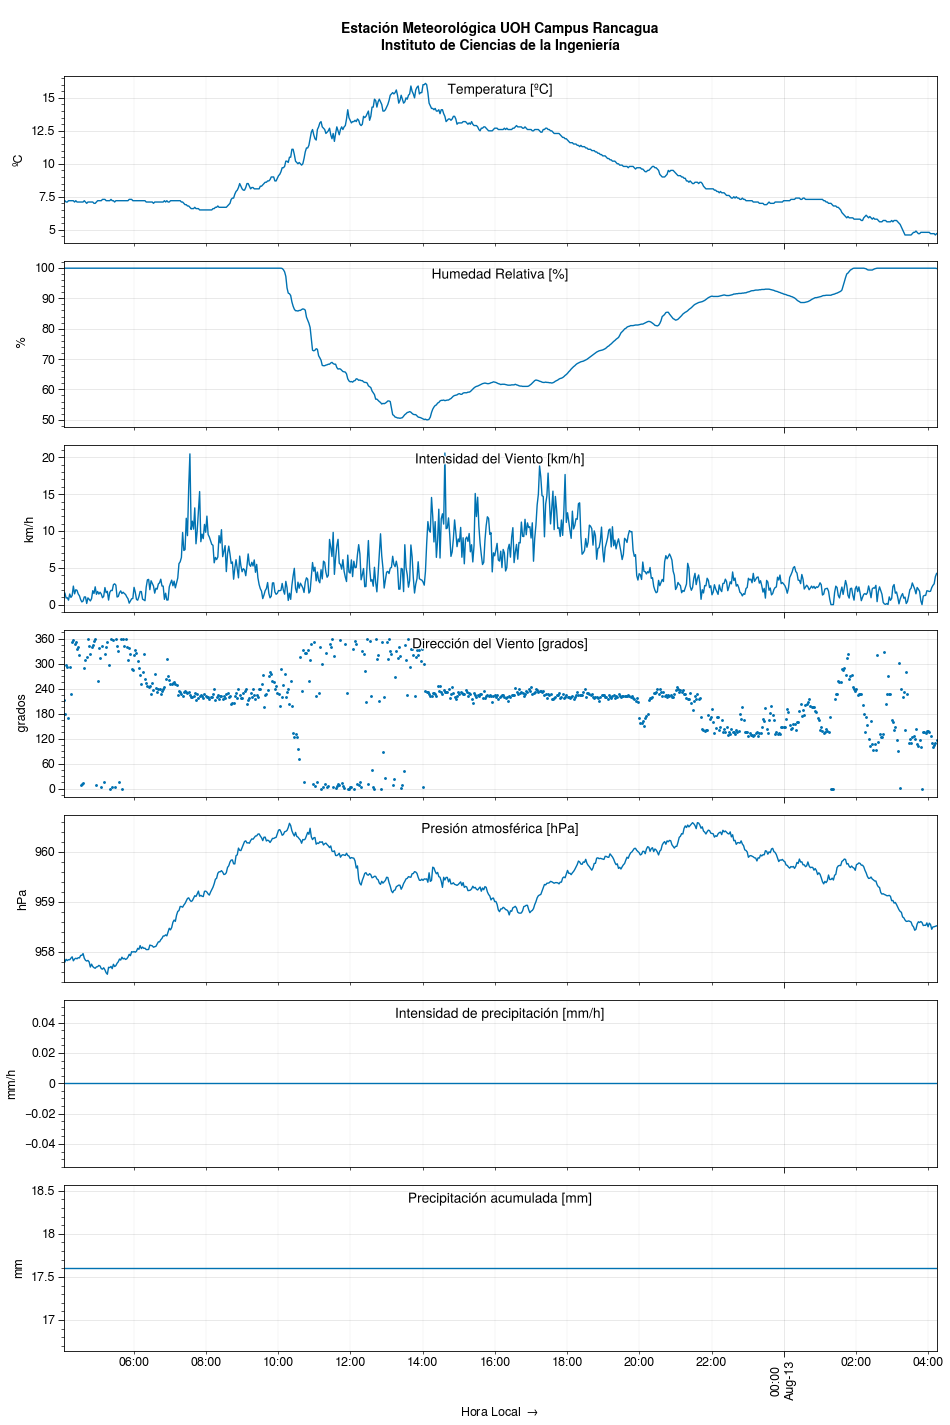 Estación Meteorológica UOH Campus Rancagua
Instituto de Ciencias de la Ingeniería
Temperatura [ºC]
ºC
15
12.5
10
7.5
5
Humedad Relativa [%]
%
100
90
80
70
60
50
Intensidad del Viento [km/h]
km/h
20
15
10
5
0
Dirección del Viento [grados]
grados
360
300
240
180
120
60
0
Presión atmosférica [hPa]
hPa
960
959
958
Intensidad de precipitación [mm/h]
mm/h
0.04
0.02
0
−0.02
−0.04
Precipitación acumulada [mm]
mm
18.5
18
17.5
17
06:00 08:00 10:00 12:00 14:00 16:00 18:00 20:00 22:00 00:00 02:00 04:00
Aug-13
Hora Local →